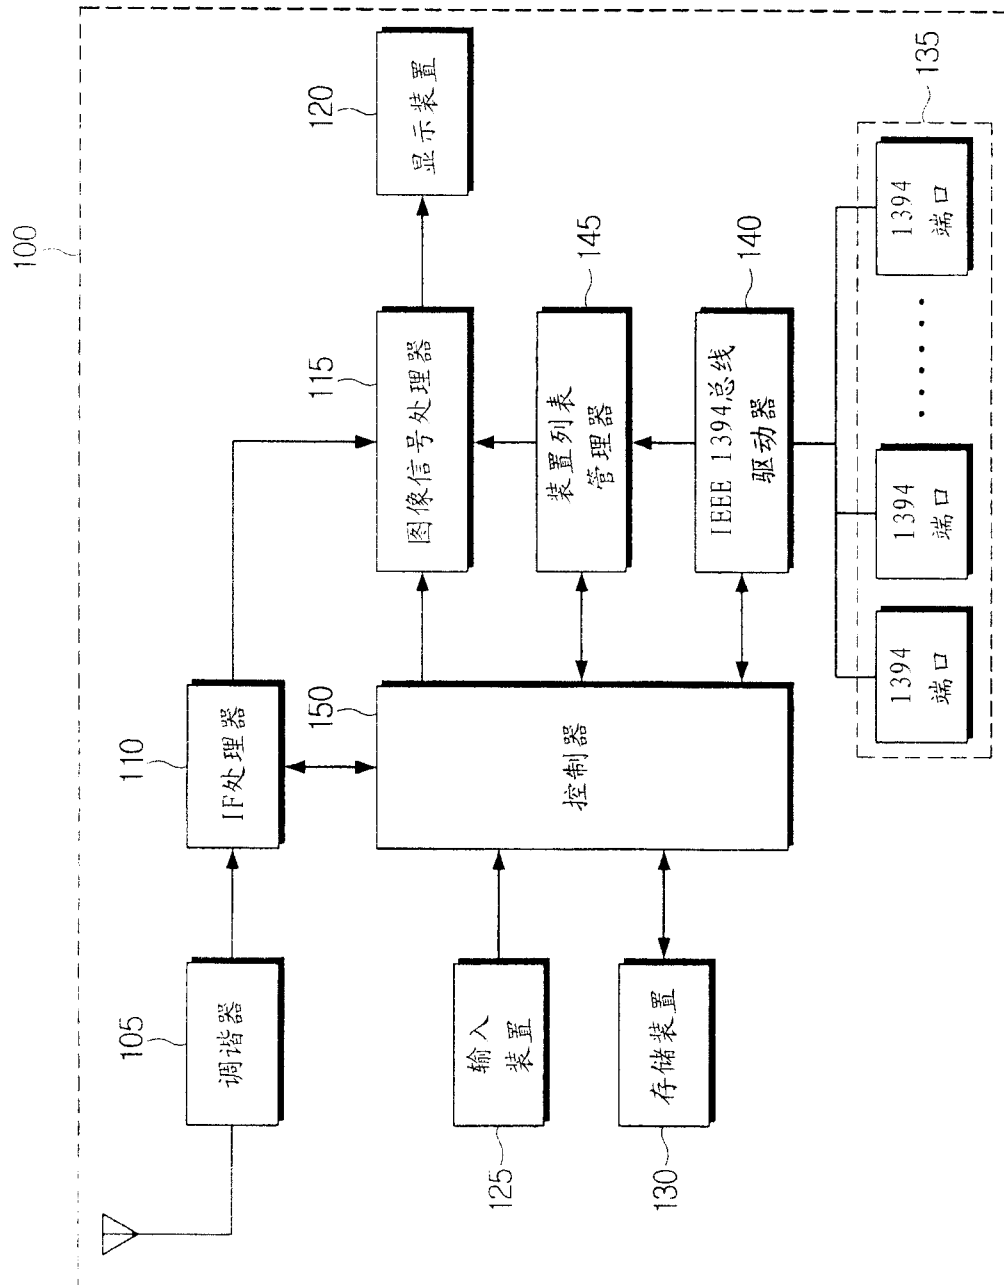 100
105
调谐器
110
IF处理器
115
图像信号处理器
120
显示装置
125
输入
装置
150
控制器
145
装置列表
管理器
130
存储装置
140
IEEE 1394总线
驱动器
135
1394
端口
1394
端口
......
1394
端口